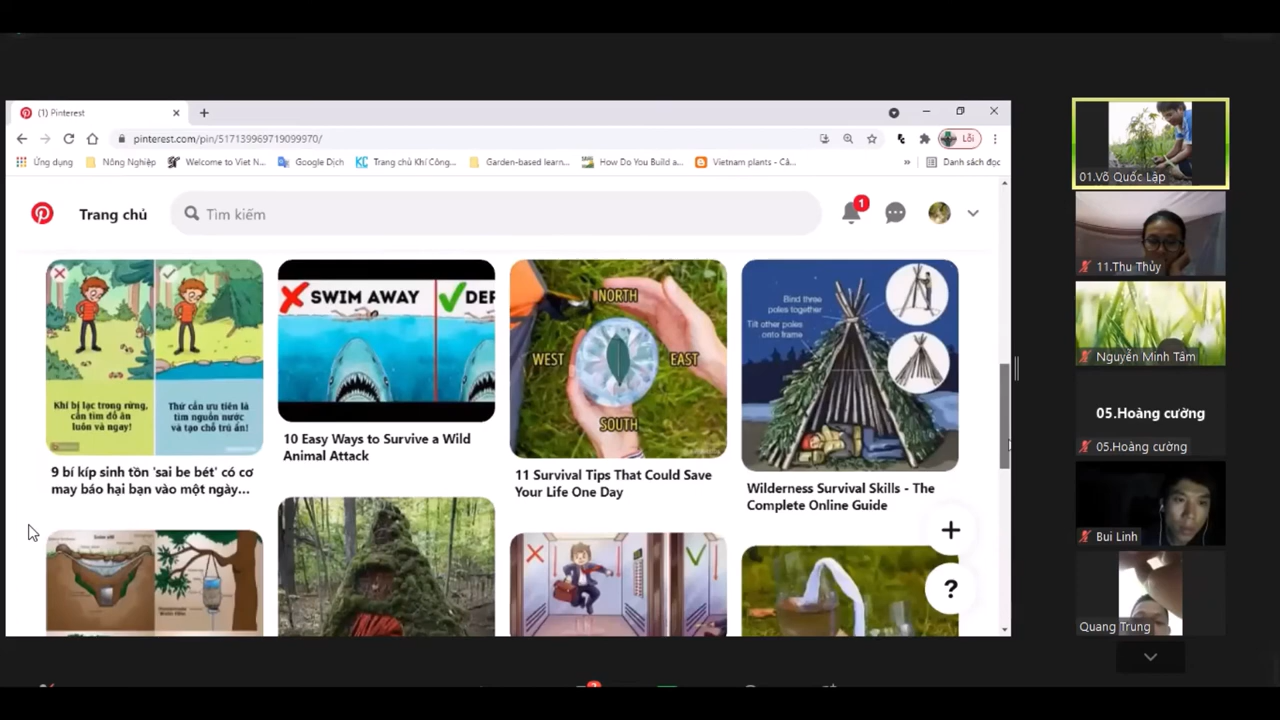 (1) Pinterest
pinterest.com/pin/517139969719099970/
Lỗi
Ứng dụng
Nông Nghiệp
Welcome to Viet N...
Google Dịch
Trang chủ Khí Công...
Garden-based learn...
How Do You Build a...
Vietnam plants - Câ...
»
Danh sách đọc
Trang chủ
Tìm kiếm
1
Khi bị lạc trong rừng,
cần tìm đồ ăn
luôn và ngay!
Thứ cần ưu tiên là
tìm nguồn nước
và tạo chỗ trú ẩn!
9 bí kíp sinh tồn 'sai be bét' có cơ
may báo hại bạn vào một ngày...
SWIM AWAY
DEF
10 Easy Ways to Survive a Wild
Animal Attack
NORTH
WEST
EAST
SOUTH
11 Survival Tips That Could Save
Your Life One Day
Bind three
poles together
Tilt other poles
onto frame
Wilderness Survival Skills - The
Complete Online Guide
+
?
01.Võ Quốc Lập
11.Thu Thủy
Nguyễn Minh Tâm
05.Hoàng cường
05.Hoàng cường
Bui Linh
Quang Trung